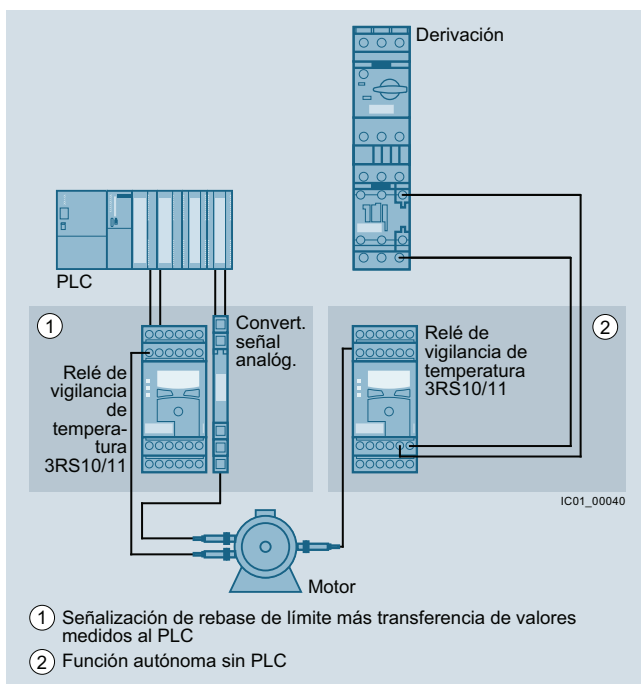 Derivación
PLC
1
Convert.
señal
analóg.
Relé de
vigilancia
de
tempera-
tura
3RS10/11
Relé de
vigilancia de
temperatura
3RS10/11
2
IC01_00040
Motor
1 Señalización de rebase de límite más transferencia de valores
medidos al PLC
2 Función autónoma sin PLC